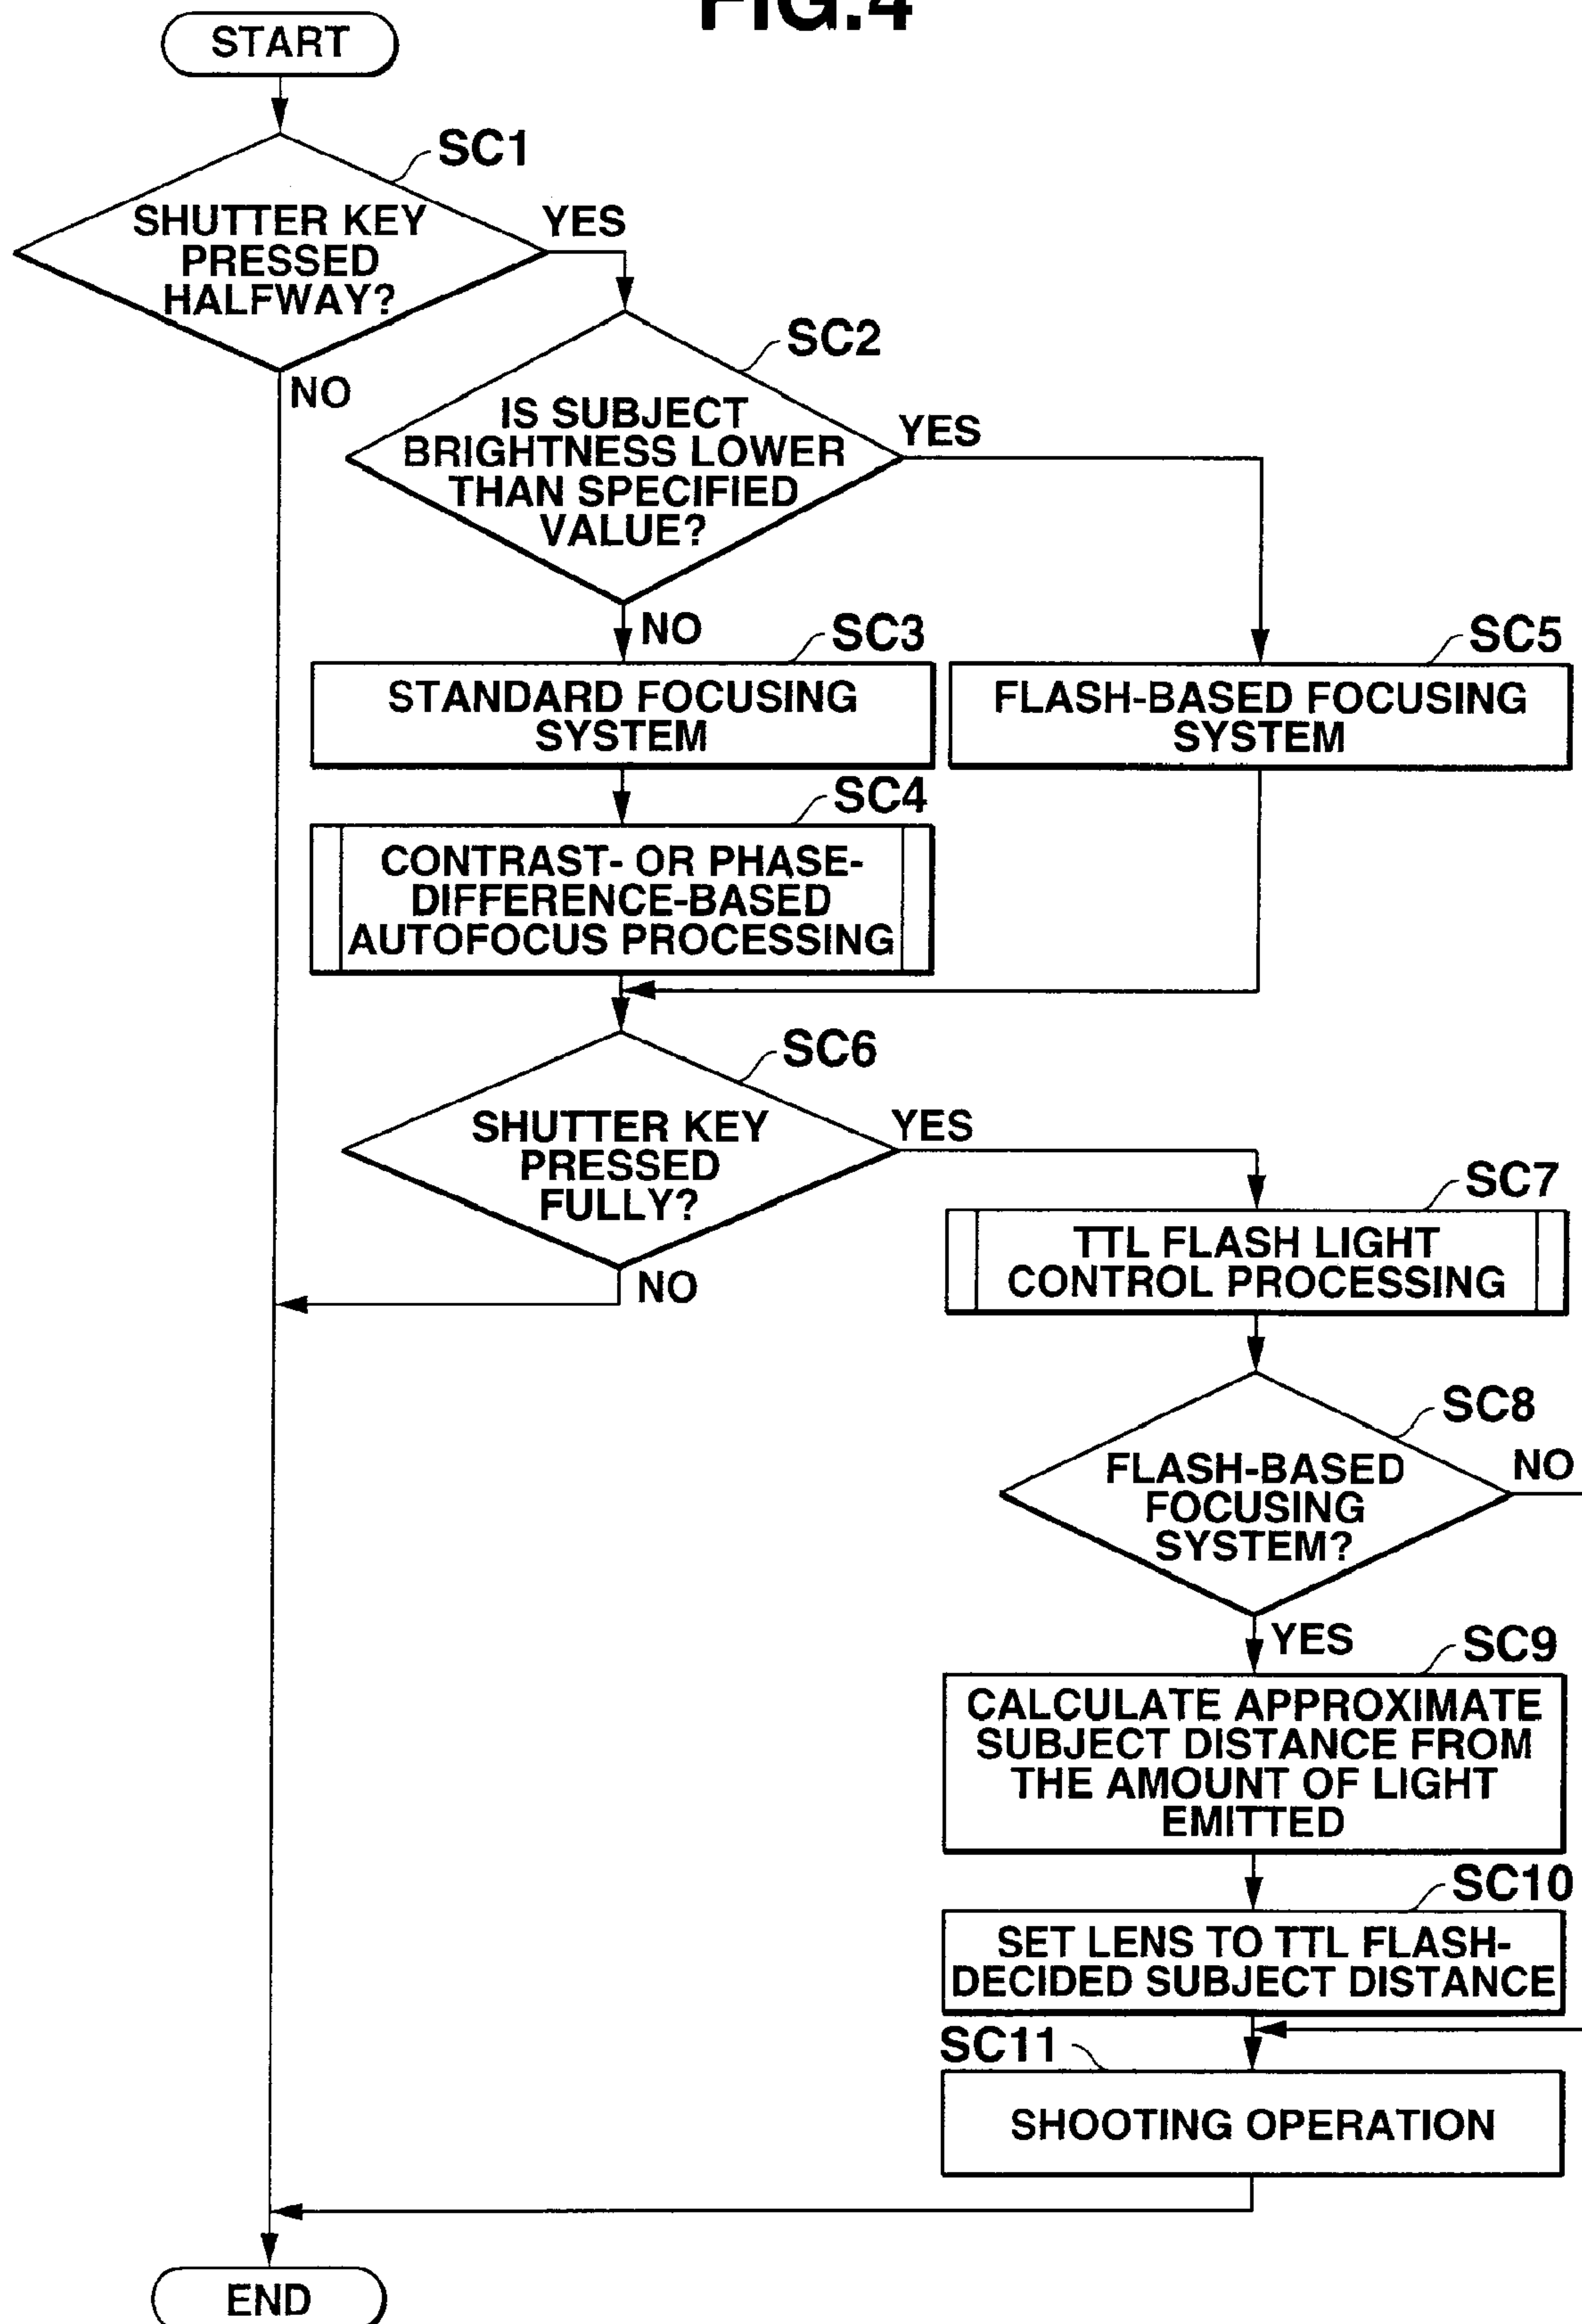 FIG.4
START
SC1
SHUTTER KEY
PRESSED
HALFWAY?
YES
NO
SC2
IS SUBJECT
BRIGHTNESS LOWER
THAN SPECIFIED
VALUE?
YES
NO
SC3
STANDARD FOCUSING
SYSTEM
SC5
FLASH-BASED FOCUSING
SYSTEM
SC4
CONTRAST- OR PHASE-
DIFFERENCE-BASED
AUTOFOCUS PROCESSING
SC6
SHUTTER KEY
PRESSED
FULLY?
YES
NO
SC7
TTL FLASH LIGHT
CONTROL PROCESSING
SC8
FLASH-BASED
FOCUSING
SYSTEM?
NO
YES
SC9
CALCULATE APPROXIMATE
SUBJECT DISTANCE FROM
THE AMOUNT OF LIGHT
EMITTED
SC10
SET LENS TO TTL FLASH-
DECIDED SUBJECT DISTANCE
SC11
SHOOTING OPERATION
END